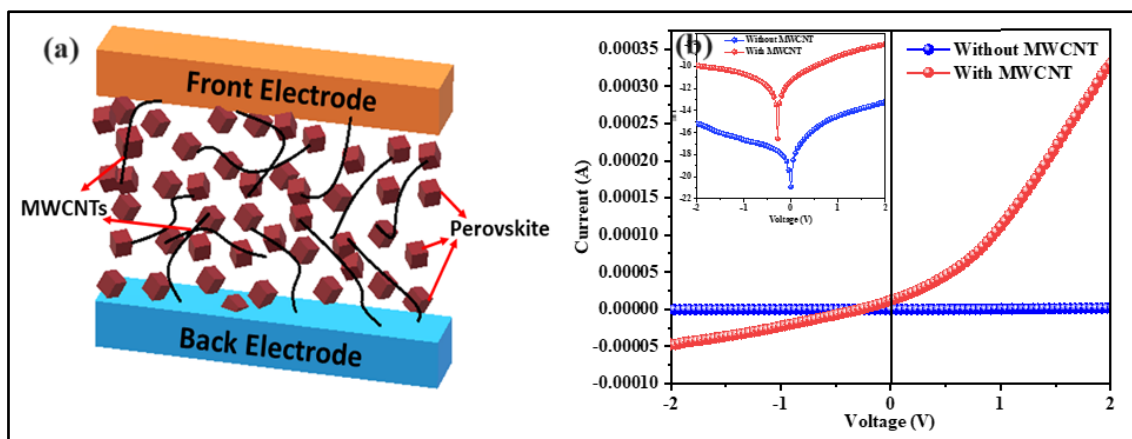 (a)
Front Electrode
MWCNTs
Perovskite
Back Electrode
(b)
Without MWCNT
With MWCNT
Current (A)
0.00035
0.00030
0.00025
0.00020
0.00015
0.00010
0.00005
0.00000
-0.00005
-0.00010
-2
-1
0
1
2
Voltage (V)
Without MWCNT
With MWCNT
-10
-12
-14
-16
-18
-20
-22
-2
-1
0
1
2
Voltage (V)